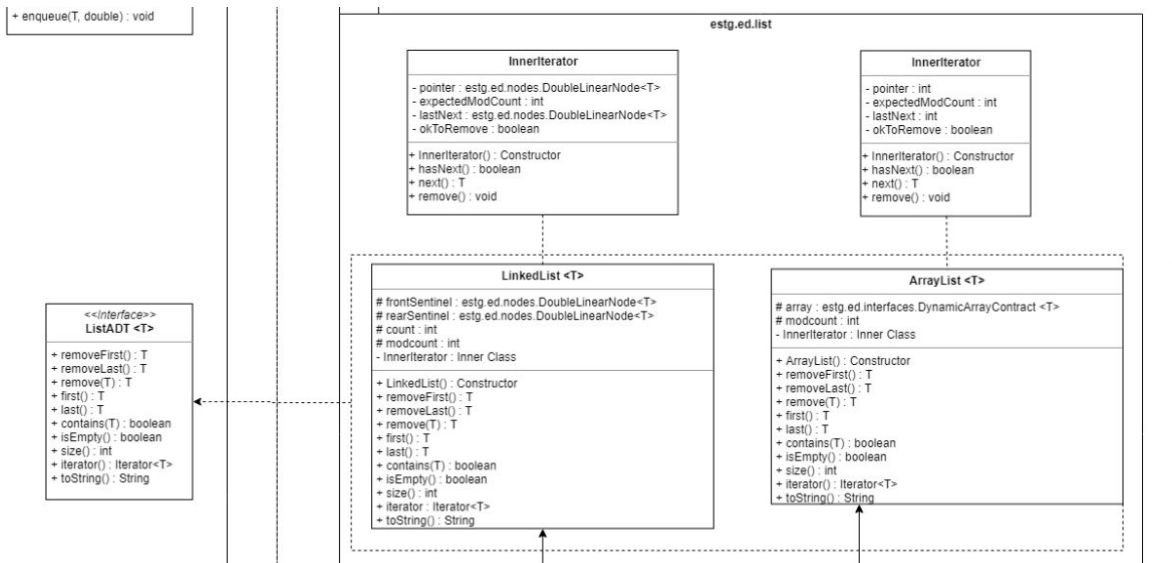 + enqueue(T, double) : void
estg.ed.list
InnerIterator
- pointer : estg.ed.nodes.DoubleLinearNode<T>
- expectedModCount : int
- lastNext : estg.ed.nodes.DoubleLinearNode<T>
- okToRemove : boolean
+ InnerIterator() : Constructor
+ hasNext() : boolean
+ next() : T
+ remove() : void
InnerIterator
- pointer : int
- expectedModCount : int
- lastNext : int
- okToRemove : boolean
+ InnerIterator() : Constructor
+ hasNext() : boolean
+ next() : T
+ remove() : void
<<Interface>>
ListADT <T>
+ removeFirst() : T
+ removeLast() : T
+ remove(T) : T
+ first() : T
+ last() : T
+ contains(T) : boolean
+ isEmpty() : boolean
+ size() : int
+ iterator() : Iterator<T>
+ toString() : String
LinkedList <T>
# frontSentinel : estg.ed.nodes.DoubleLinearNode<T>
# rearSentinel : estg.ed.nodes.DoubleLinearNode<T>
# count : int
# modcount : int
- InnerIterator : Inner Class
+ LinkedList() : Constructor
+ removeFirst() : T
+ removeLast() : T
+ remove(T) : T
+ first() : T
+ last() : T
+ contains(T) : boolean
+ isEmpty() : boolean
+ size() : int
+ iterator : Iterator<T>
+ toString() : String
ArrayList <T>
# array : estg.ed.interfaces.DynamicArrayContract <T>
# modcount : int
- InnerIterator : Inner Class
+ ArrayList() : Constructor
+ removeFirst() : T
+ removeLast() : T
+ remove(T) : T
+ first() : T
+ last() : T
+ contains(T) : boolean
+ isEmpty() : boolean
+ size() : int
+ iterator() : Iterator<T>
+ toString() : String